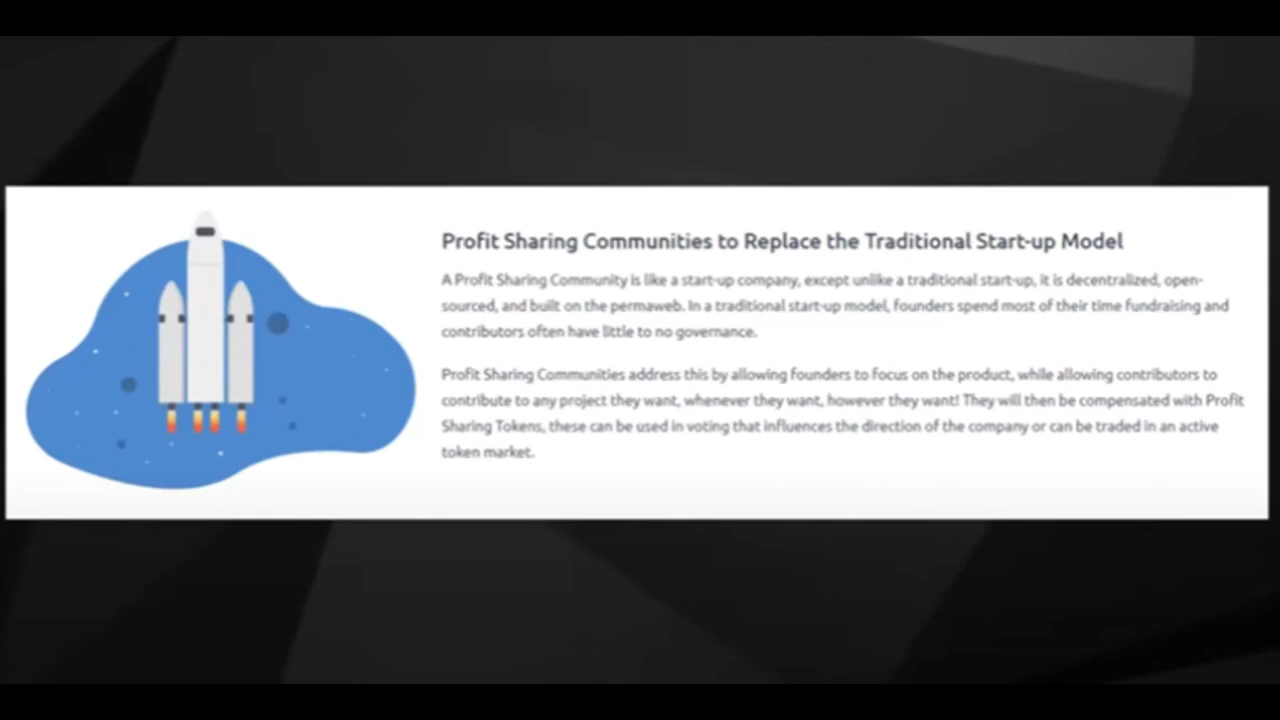 Profit Sharing Communities to Replace the Traditional Start-up Model
A Profit Sharing Community is like a start-up company, except unlike a traditional start-up, it is decentralized, open-
sourced, and built on the permaweb. In a traditional start-up model, founders spend most of their time fundraising and
contributors often have little to no governance.
Profit Sharing Communities address this by allowing founders to focus on the product, while allowing contributors to
contribute to any project they want, whenever they want, however they want! They will then be compensated with Profit
Sharing Tokens, these can be used in voting that influences the direction of the company or can be traded in an active
token market.